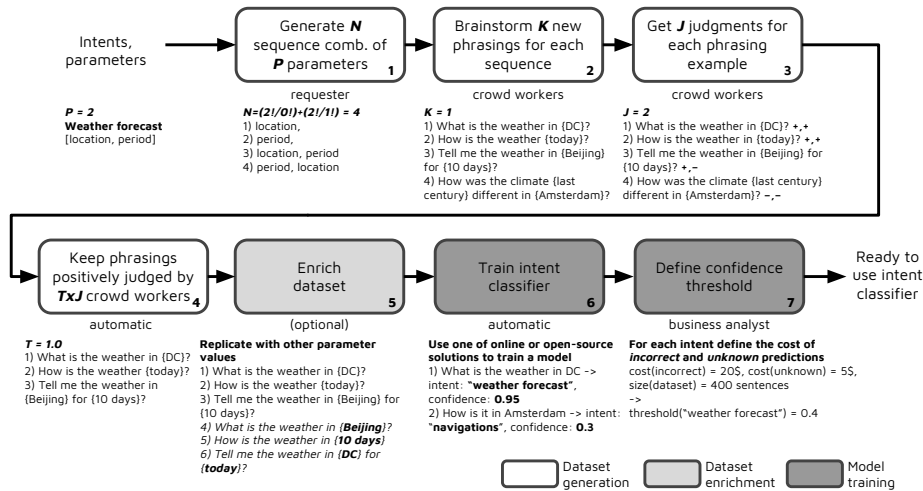 Intents,
parameters
Generate N
sequence comb. of
P parameters
1
Brainstorm K new
phrasings for each
sequence
2
Get J judgments for
each phrasing
example
3
requester
crowd workers
crowd workers
P = 2
Weather forecast
[location, period]
N=(2!/0!)+(2!/1!) = 4
1) location,
2) period,
3) location, period
4) period, location
K = 1
1) What is the weather in {DC}?
2) How is the weather {today}?
3) Tell me the weather in {Beijing}
for {10 days}?
4) How was the climate {last
century} different in {Amsterdam}?
J = 2
1) What is the weather in {DC}? +,+
2) How is the weather in {today}? +,+
3) Tell me the weather in {Beijing} for
{10 days}? +,-
4) How was the climate {last century}
different in {Amsterdam}? -,-
Keep phrasings
positively judged by
TxJ crowd workers
4
Enrich
dataset
5
Train intent
classifier
6
Define confidence
threshold
7
Ready to
use intent
classifier
automatic
(optional)
automatic
business analyst
T = 1.0
1) What is the weather in {DC}?
2) How is the weather {today}?
3) Tell me the weather in
{Beijing} for {10 days}?
Replicate with other parameter
values
1) What is the weather in {DC}?
2) How is the weather {today}?
3) Tell me the weather in {Beijing} for
{10 days}?
4) What is the weather in {Beijing}?
5) How is the weather {10 days}
6) Tell me the weather in {DC} for
{today}?
Use one of online or open-source
solutions to train a model
1) What is the weather in DC ->
intent: “weather forecast”,
confidence: 0.95
2) How is it in Amsterdam -> intent:
“navigations”, confidence: 0.3
For each intent define the cost of
incorrect and unknown predictions
cost(incorrect) = 20$, cost(unknown) = 5$,
size(dataset) = 400 sentences
->
threshold(“weather forecast”) = 0.4
Dataset
generation
Dataset
enrichment
Model
training